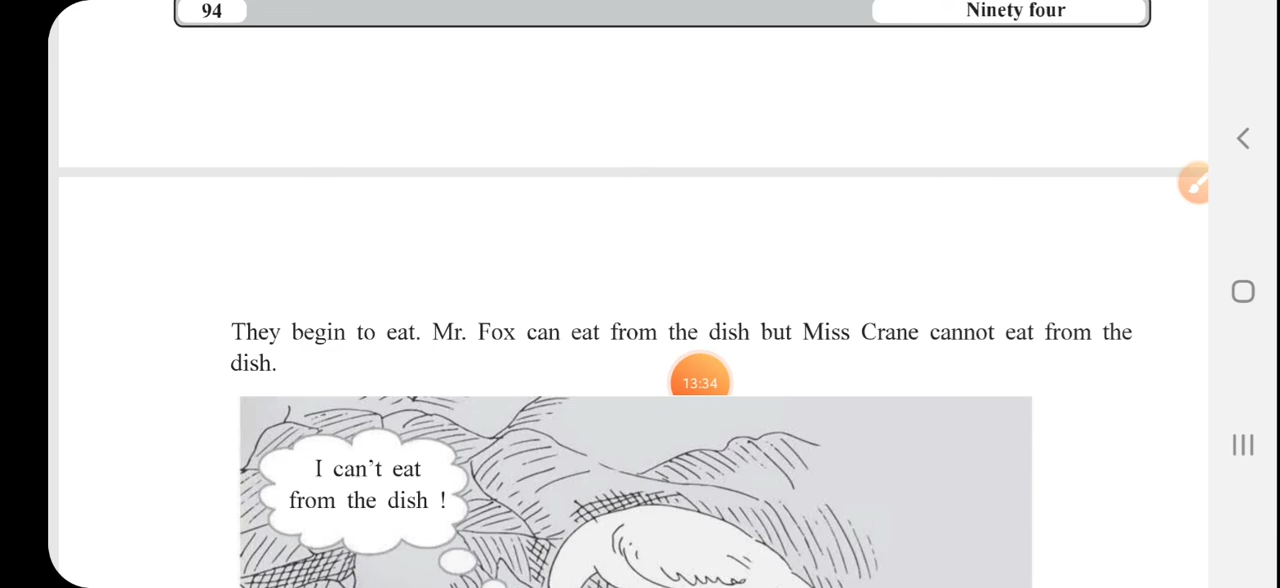 94 Ninety four
They begin to eat. Mr. Fox can eat from the dish but Miss Crane cannot eat from the
dish.
13:34
I can't eat
from the dish !